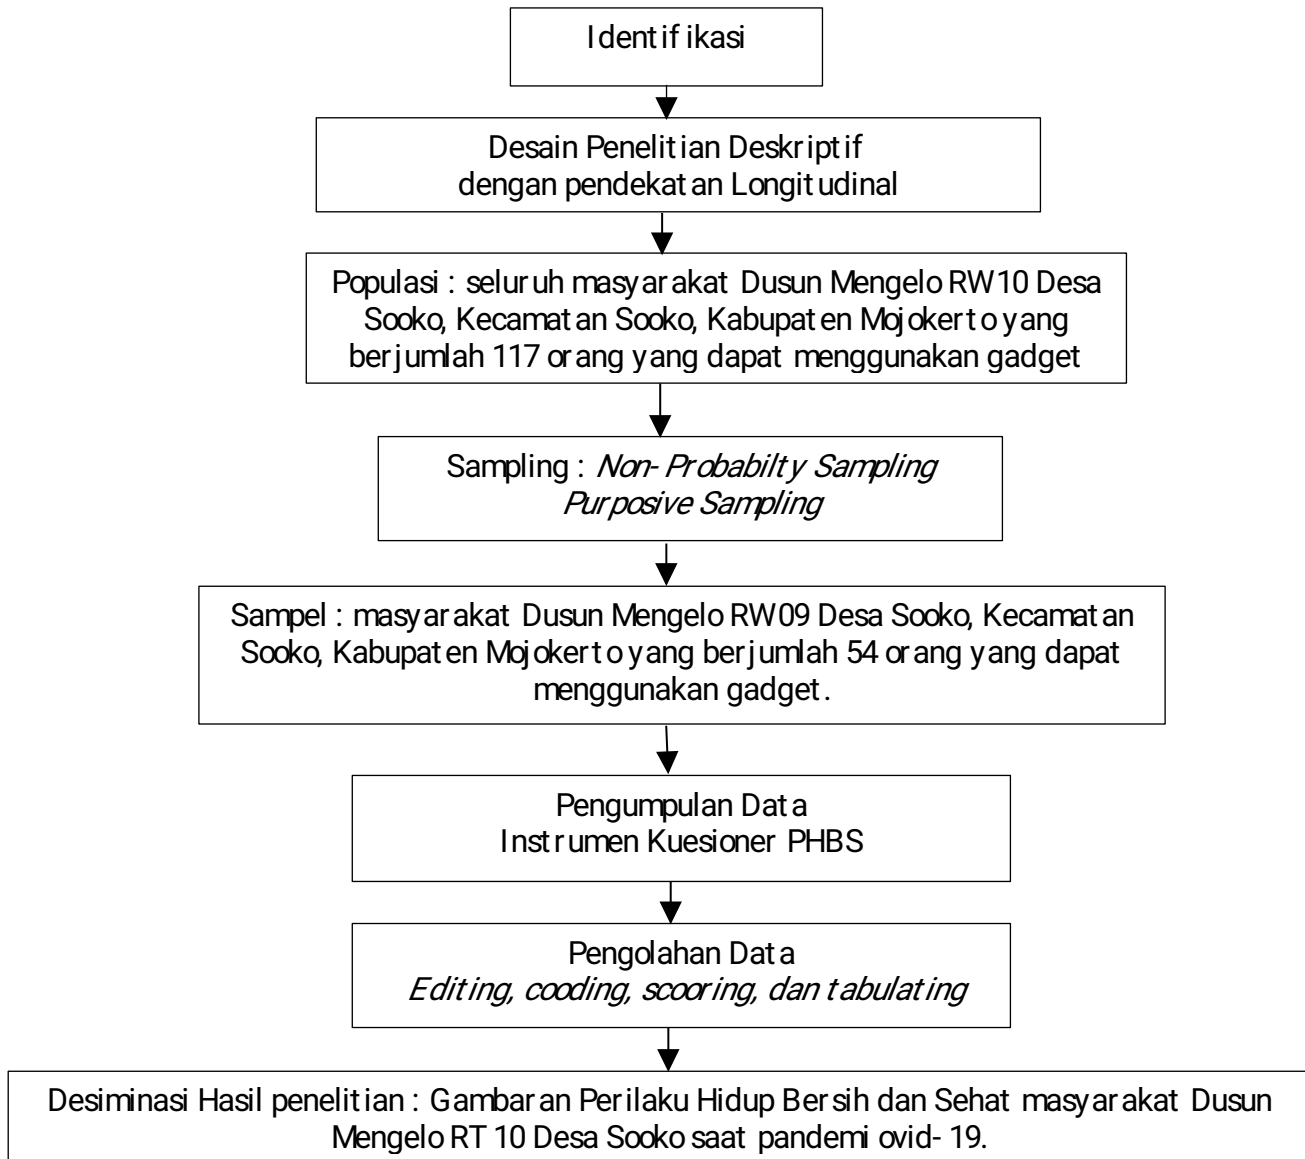 Identifikasi
Desain Penelitian Deskriptif
dengan pendekatan Longitudinal
Populasi : seluruh masyarakat Dusun Mengelo RW10 Desa
Sooko, Kecamatan Sooko, Kabupaten Mojokerto yang
berjumlah 117 orang yang dapat menggunakan gadget
Sampling : Non- Probabilty Sampling
Purposive Sampling
Sampel : masyarakat Dusun Mengelo RW09 Desa Sooko, Kecamatan
Sooko, Kabupaten Mojokerto yang berjumlah 54 orang yang dapat
menggunakan gadget.
Pengumpulan Data
Instrumen Kuesioner PHBS
Pengolahan Data
Editing, cooding, scooring, dan tabulating
Desiminasi Hasil penelitian : Gambaran Perilaku Hidup Bersih dan Sehat masyarakat Dusun
Mengelo RT 10 Desa Sooko saat pandemi ovid- 19.